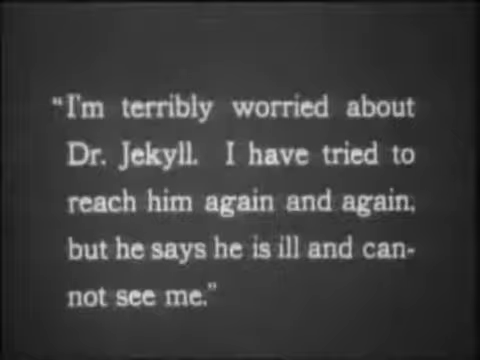 "I'm terribly worried about
Dr. Jekyll. I have tried to
reach him again and again,
but he says he is ill and can-
not see me."